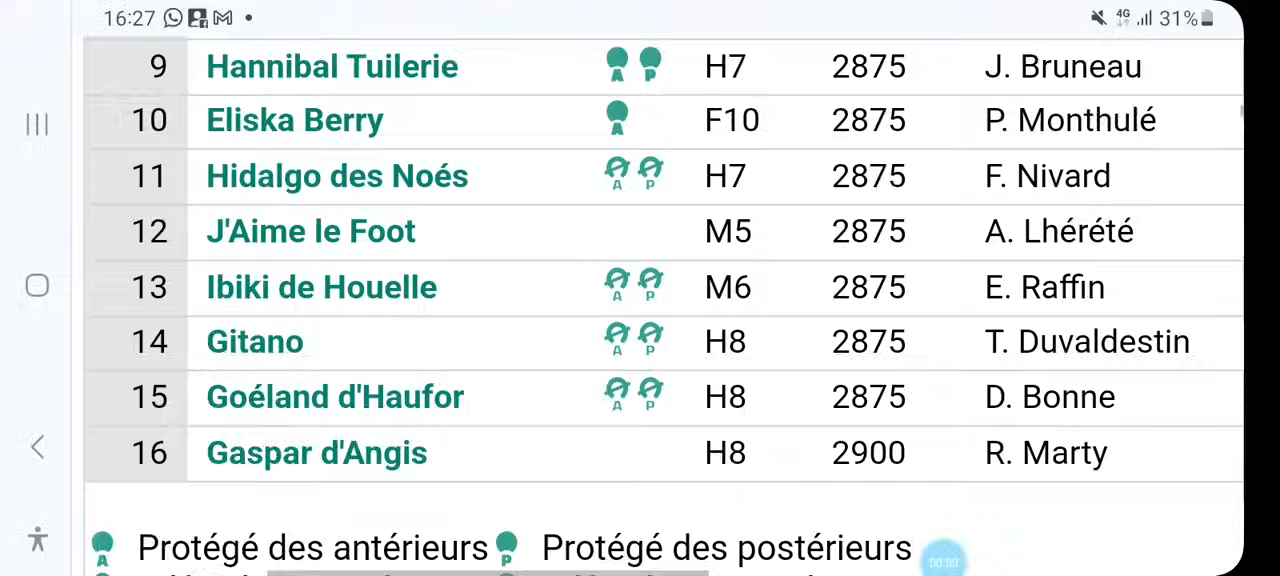 16:27 4G 31%
9 Hannibal Tuilerie A P H7 2875 J. Bruneau
10 Eliska Berry A F10 2875 P. Monthulé
11 Hidalgo des Noés A P H7 2875 F. Nivard
12 J'Aime le Foot M5 2875 A. Lhérété
13 Ibiki de Houelle A P M6 2875 E. Raffin
14 Gitano A P H8 2875 T. Duvaldestin
15 Goéland d'Haufor A P H8 2875 D. Bonne
16 Gaspar d'Angis H8 2900 R. Marty
A Protégé des antérieurs P Protégé des postérieurs